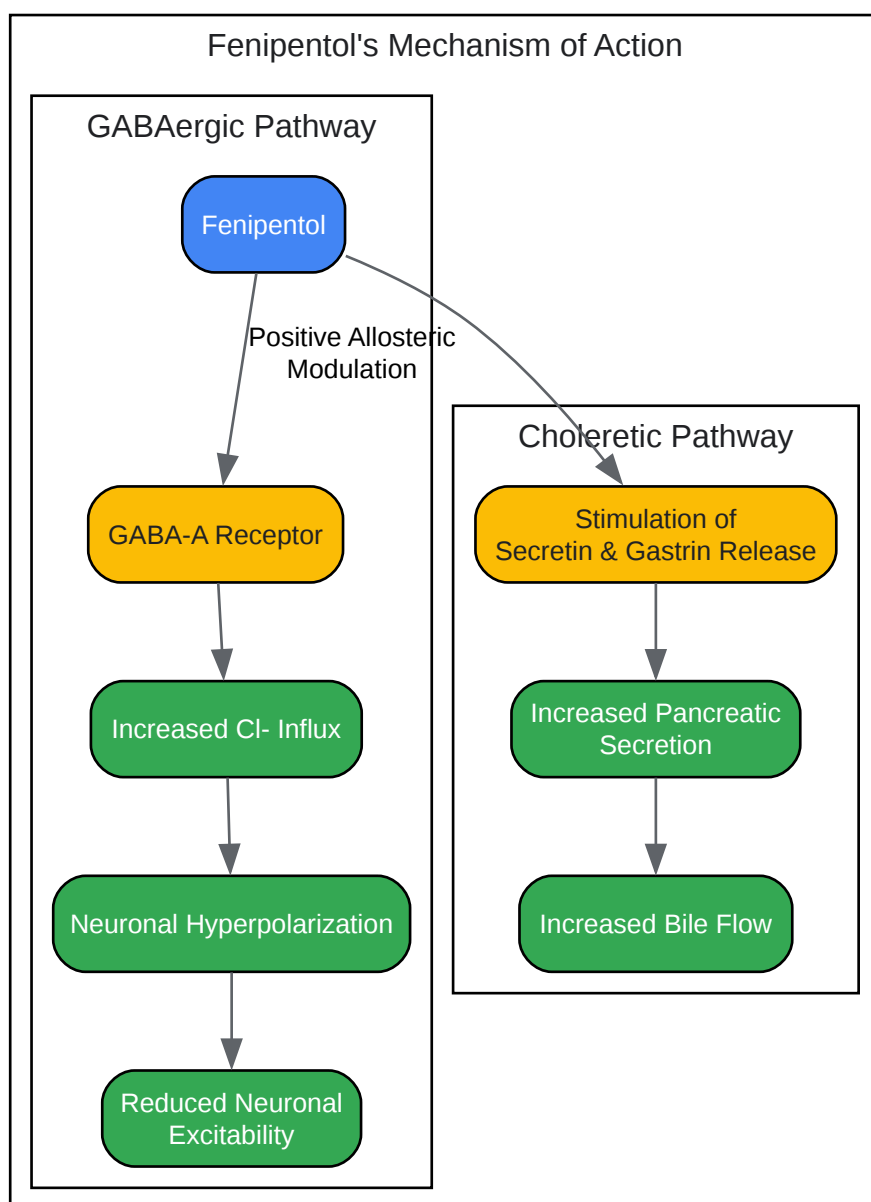 Fenipentol's Mechanism of Action
GABAergic Pathway
Fenipentol
Positive Allosteric
Modulation
GABA-A Receptor
Increased Cl- Influx
Neuronal Hyperpolarization
Reduced Neuronal
Excitability
Choleretic Pathway
Stimulation of
Secretin & Gastrin Release
Increased Pancreatic
Secretion
Increased Bile Flow